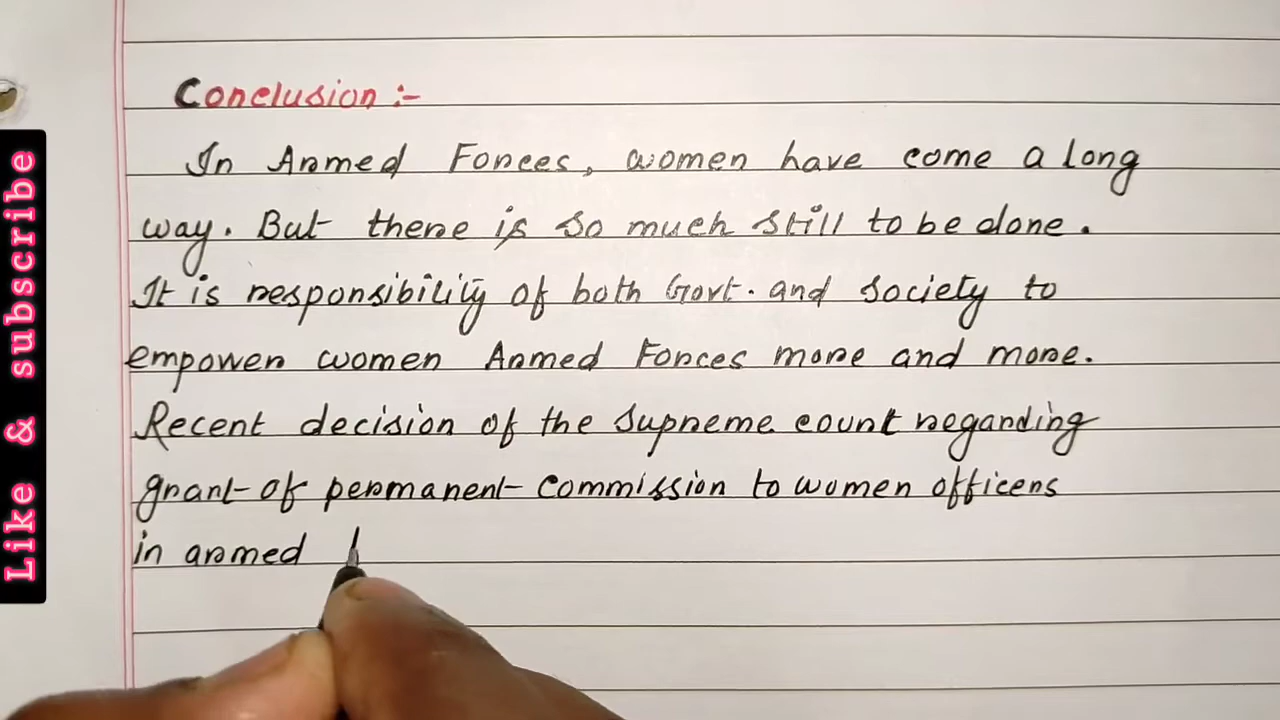 Like & subscribe
Conclusion :-
In Armed Forces, women have come a long
way. But there is so much still to be done.
It is responsibility of both Govt. and society to
empower women Armed Forces more and more.
Recent decision of the Supreme court regarding
grant of permanent commission to women officers
in armed